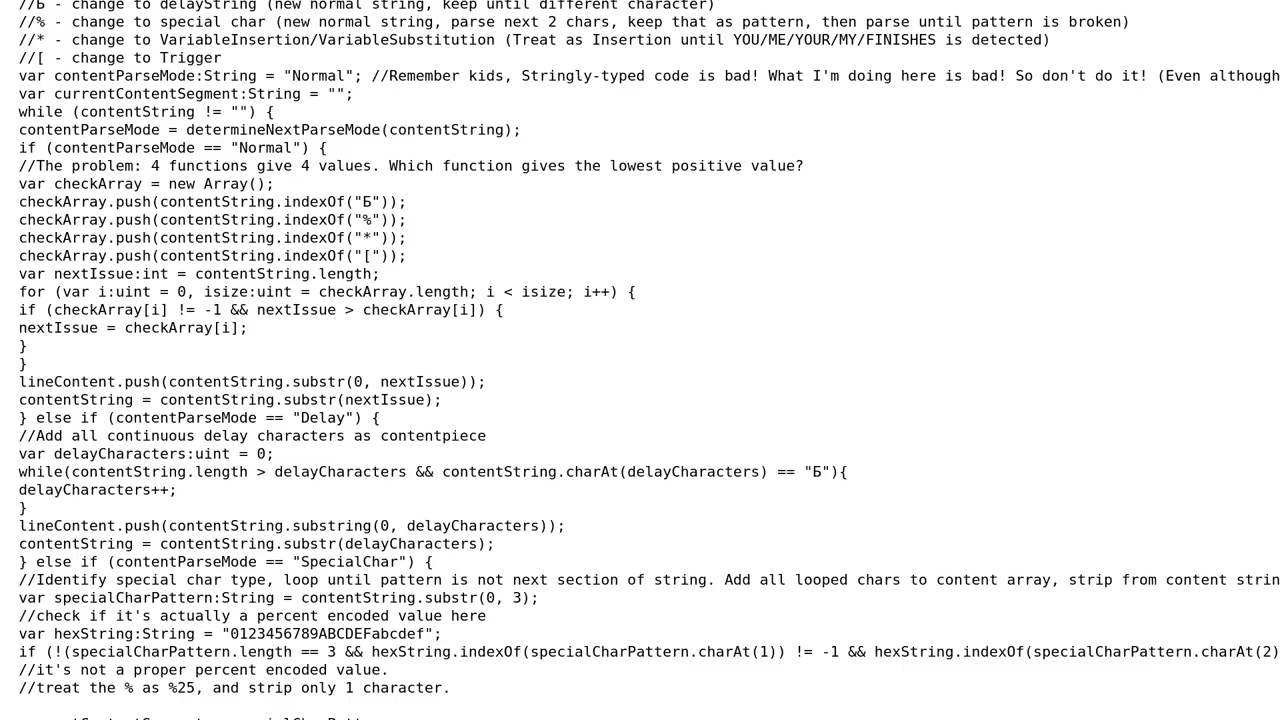 //Б - change to delayString (new normal string, keep until different character)
//% - change to special char (new normal string, parse next 2 chars, keep that as pattern, then parse until pattern is broken)
//* - change to VariableInsertion/VariableSubstitution (Treat as Insertion until YOU/ME/YOUR/MY/FINISHES is detected)
//[ - change to Trigger
var contentParseMode:String = "Normal"; //Remember kids, Stringly-typed code is bad! What I'm doing here is bad! So don't do it! (Even although
var currentContentSegment:String = "";
while (contentString != "") {
contentParseMode = determineNextParseMode(contentString);
if (contentParseMode == "Normal") {
//The problem: 4 functions give 4 values. Which function gives the lowest positive value?
var checkArray = new Array();
checkArray.push(contentString.indexOf("Б"));
checkArray.push(contentString.indexOf("%"));
checkArray.push(contentString.indexOf("*"));
checkArray.push(contentString.indexOf("["));
var nextIssue:int = contentString.length;
for (var i:uint = 0, isize:uint = checkArray.length; i < isize; i++) {
if (checkArray[i] != -1 && nextIssue > checkArray[i]) {
nextIssue = checkArray[i];
}
}
lineContent.push(contentString.substr(0, nextIssue));
contentString = contentString.substr(nextIssue);
} else if (contentParseMode == "Delay") {
//Add all continuous delay characters as contentpiece
var delayCharacters:uint = 0;
while(contentString.length > delayCharacters && contentString.charAt(delayCharacters) == "Б"){
delayCharacters++;
}
lineContent.push(contentString.substring(0, delayCharacters));
contentString = contentString.substr(delayCharacters);
} else if (contentParseMode == "SpecialChar") {
//Identify special char type, loop until pattern is not next section of string. Add all looped chars to content array, strip from content strin
var specialCharPattern:String = contentString.substr(0, 3);
//check if it's actually a percent encoded value here
var hexString:String = "0123456789ABCDEFabcdef";
if (!(specialCharPattern.length == 3 && hexString.indexOf(specialCharPattern.charAt(1)) != -1 && hexString.indexOf(specialCharPattern.charAt(2)
//it's not a proper percent encoded value.
//treat the % as %25, and strip only 1 character.